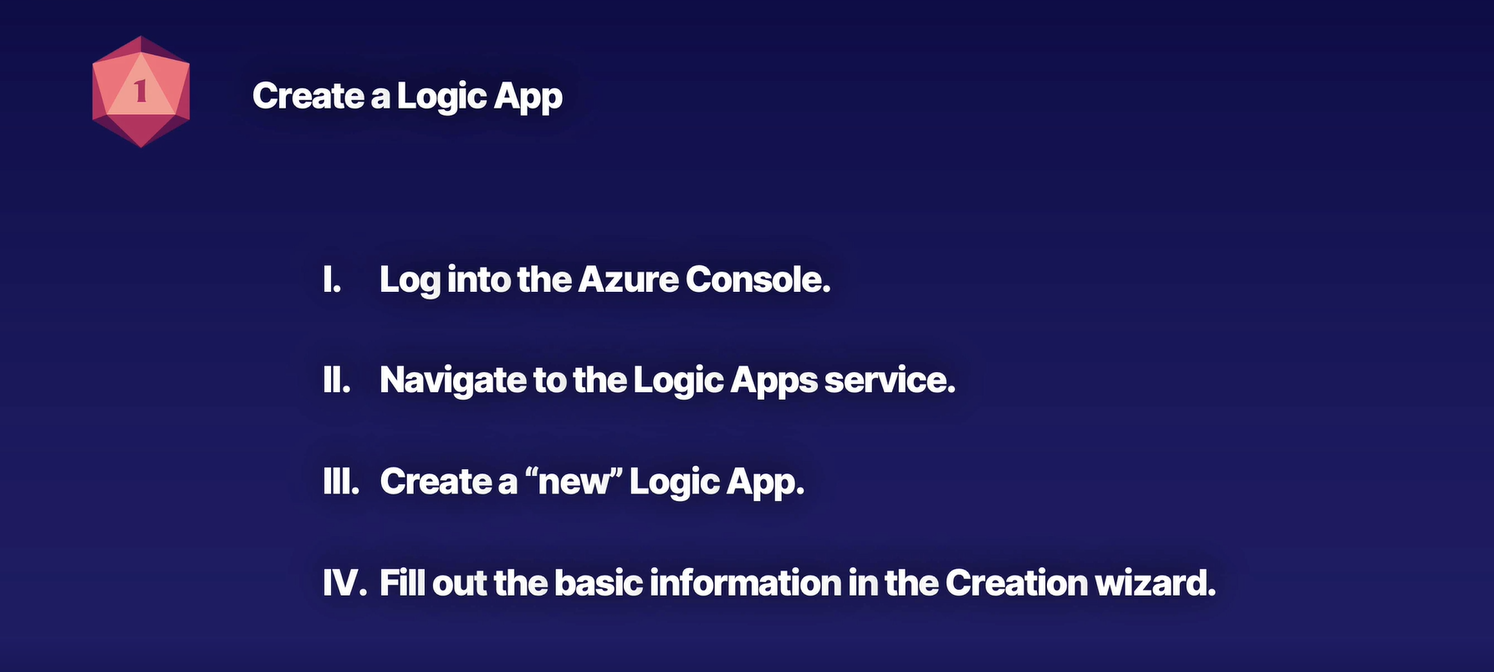 1
Create a Logic App
I. Log into the Azure Console.
II. Navigate to the Logic Apps service.
III. Create a “new” Logic App.
IV. Fill out the basic information in the Creation wizard.